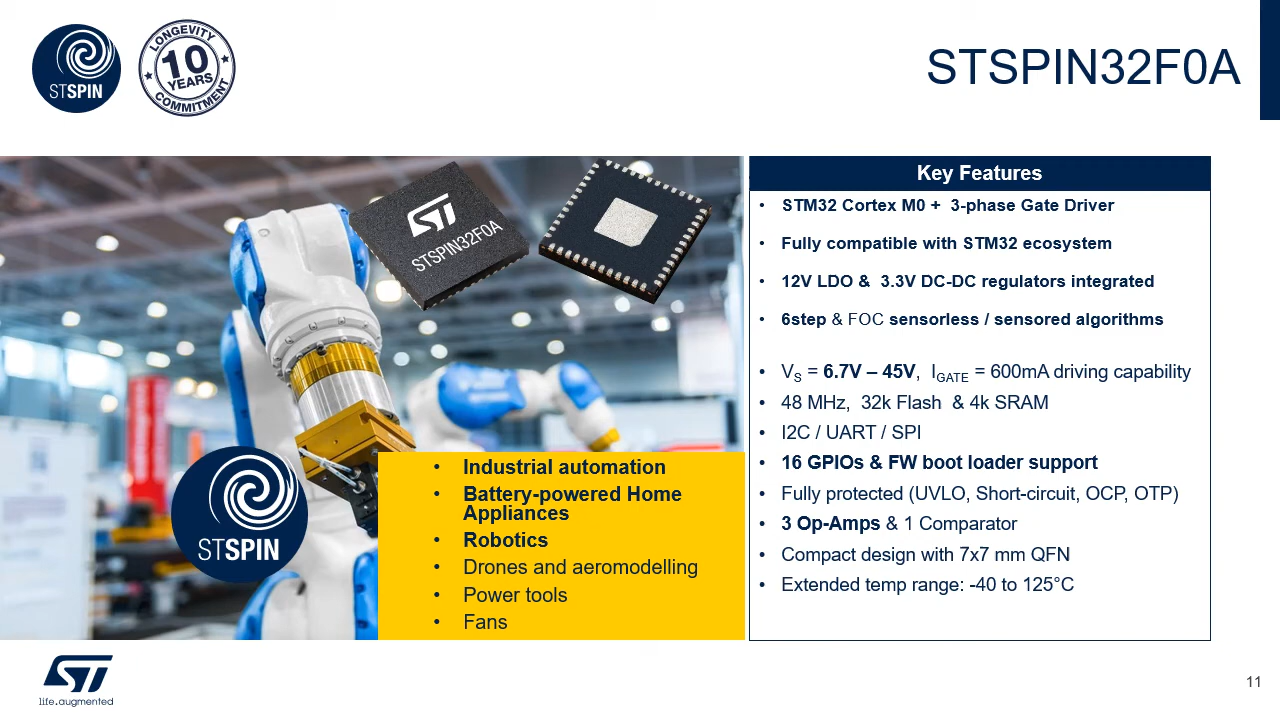 STSPIN
LONGEVITY
10
YEARS
COMMITMENT
STSPIN32F0A
STSPIN32F0A
STSPIN
• Industrial automation
• Battery-powered Home
Appliances
• Robotics
• Drones and aeromodelling
• Power tools
• Fans
Key Features
• STM32 Cortex M0 + 3-phase Gate Driver
• Fully compatible with STM32 ecosystem
• 12V LDO & 3.3V DC-DC regulators integrated
• 6step & FOC sensorless / sensored algorithms
• VS = 6.7V – 45V, IGATE = 600mA driving capability
• 48 MHz, 32k Flash & 4k SRAM
• I2C / UART / SPI
• 16 GPIOs & FW boot loader support
• Fully protected (UVLO, Short-circuit, OCP, OTP)
• 3 Op-Amps & 1 Comparator
• Compact design with 7x7 mm QFN
• Extended temp range: -40 to 125°C
ST
life.augmented
11